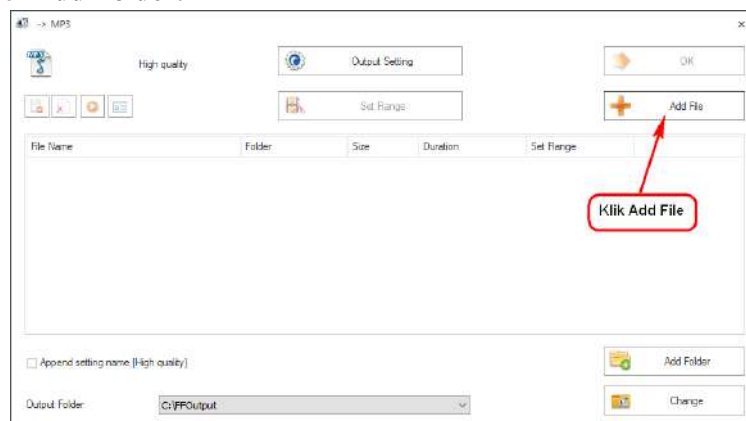 -> MP3
High quality
Output Setting
OK
Set Range
Add File
File Name Folder Size Duration Set Range
Klik Add File
Append setting name [High quality]
Add Folder
Output Folder C:\FFOutput Change